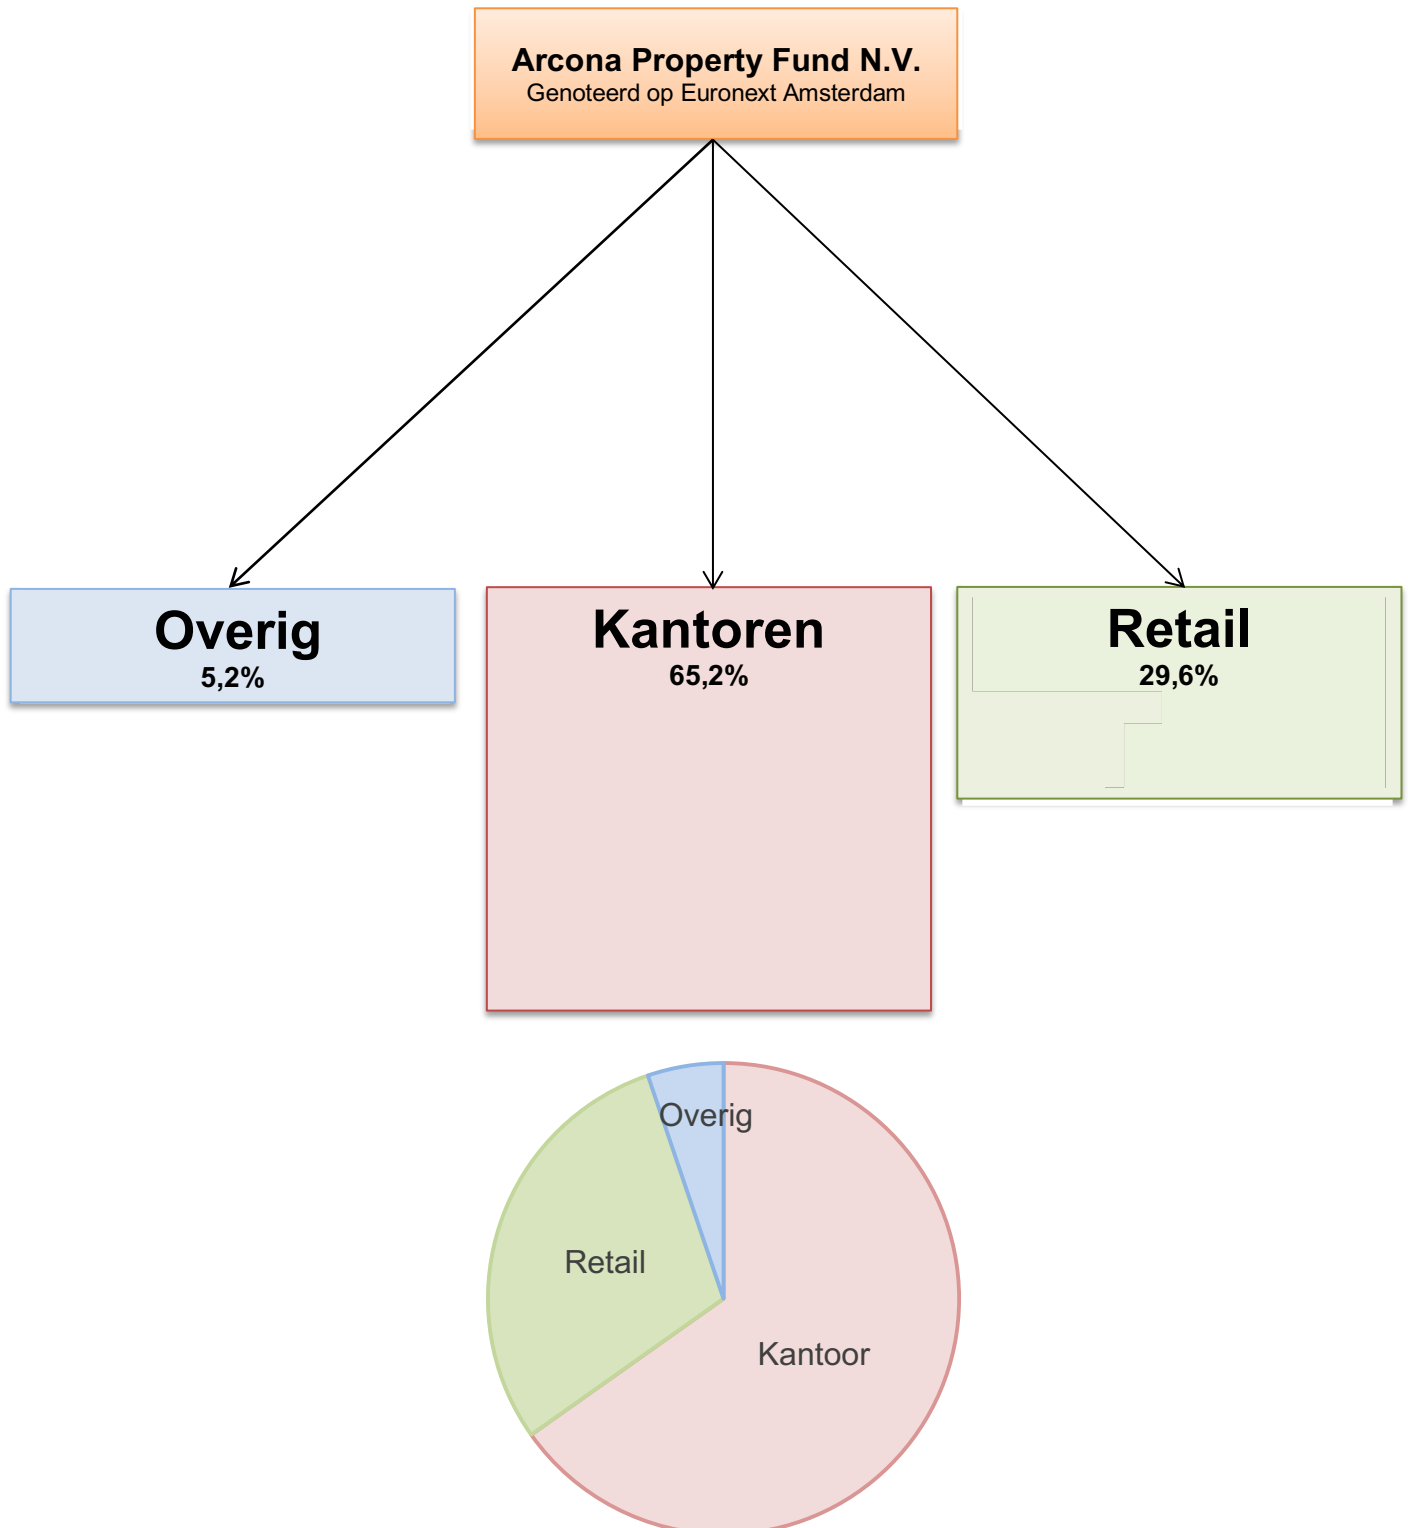 Arcona Property Fund N.V.
Genoteerd op Euronext Amsterdam
Overig
5,2%
Kantoren
65,2%
Retail
29,6%
Overig
Retail
Kantoor